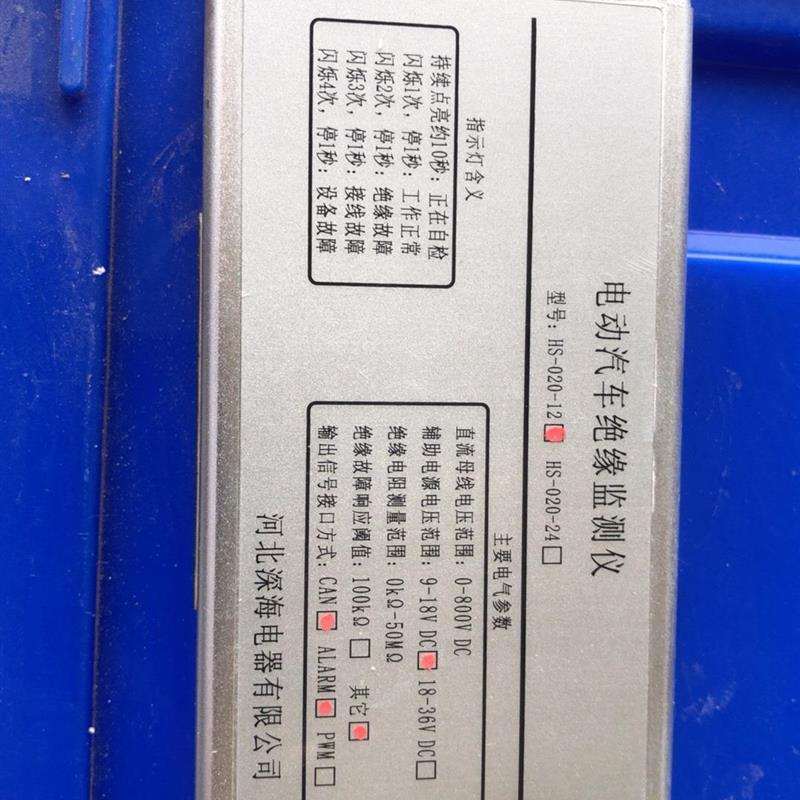 电动汽车绝缘监测仪
型号: HS-020-12 HS-020-24
指示灯含义
持续点亮约10秒: 正在自检
闪烁1次, 停1秒: 工作正常
闪烁2次, 停1秒: 绝缘故障
闪烁3次, 停1秒: 接线故障
闪烁4次, 停1秒: 设备故障
主要电气参数
直流母线电压范围: 0-800V DC
辅助电源电压范围: 9-18V DC 18-36V DC
绝缘电阻测量范围: 0kΩ-50MΩ
绝缘故障响应阈值: 100kΩ 其它
输出信号接口方式: CAN ALARM PWM
河北深海电器有限公司